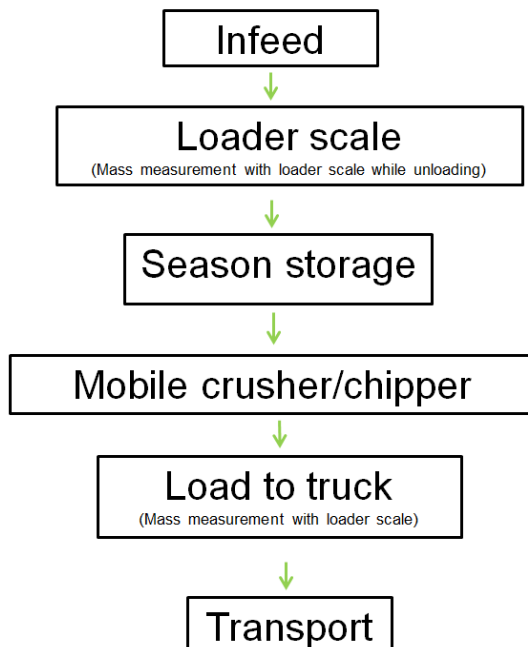 Infeed
Loader scale
(Mass measurement with loader scale while unloading)
Season storage
Mobile crusher/chipper
Load to truck
(Mass measurement with loader scale)
Transport